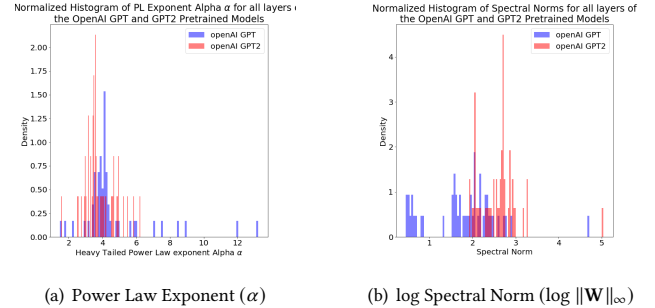 Normalized Histogram of PL Exponent Alpha α for all layers
the OpenAI GPT and GPT2 Pretrained Models
openAI GPT
openAI GPT2
Density
2.00
1.75
1.50
1.25
1.00
0.75
0.50
0.25
0.00
2 4 6 8 10 12
Heavy Tailed Power Law exponent Alpha α
(a) Power Law Exponent (α)
Normalized Histogram of Spectral Norms for all layers of
the OpenAI GPT and GPT2 Pretrained Models
openAI GPT
openAI GPT2
Density
4
3
2
1
0
1 2 3 4 5
Spectral Norm
(b) log Spectral Norm (log ∥W∥∞)